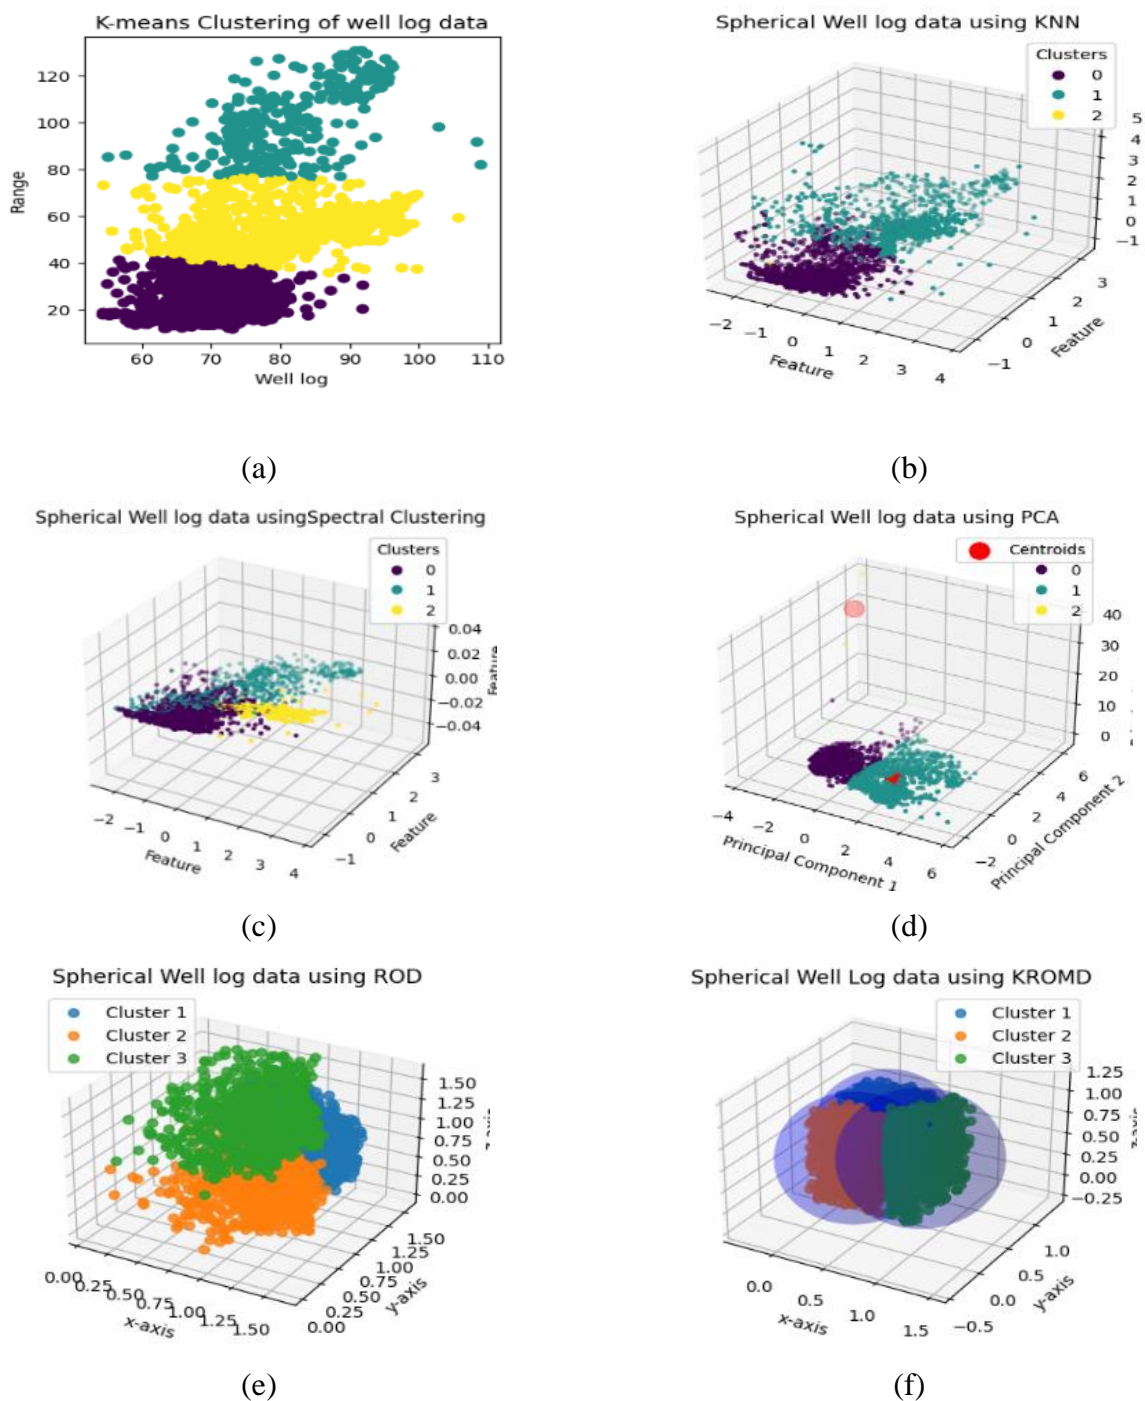 K-means Clustering of well log data
120
100
80
60
40
20
Range
60 70 80 90 100 110
Well log
(a)
Spherical Well log data using KNN
Clusters
0
1
2
5
4
3
2
1
0
−1
−2 −1 0 1 2 3 4
Feature
−1 0 1 2 3
Feature
(b)
Spherical Well log data usingSpectral Clustering
Clusters
0
1
2
0.04
0.02
0.00
−0.02
−0.04
Feature
−2 −1 0 1 2 3 4
Feature
−1 0 1 2 3
Feature
(c)
Spherical Well log data using PCA
Centroids
0
1
2
40
30
20
10
0
−4 −2 0 2 4 6
Principal Component 1
−2 0 2 4 6
Principal Component 2
(d)
Spherical Well log data using ROD
Cluster 1
Cluster 2
Cluster 3
1.50
1.25
1.00
0.75
0.50
0.25
0.00
z-axis
0.00 0.25 0.50 0.75 1.00 1.25 1.50
x-axis
0.00 0.25 0.50 0.75 1.00 1.25 1.50
y-axis
(e)
Spherical Well Log data using KROMD
Cluster 1
Cluster 2
Cluster 3
1.25
1.00
0.75
0.50
0.25
0.00
−0.25
z-axis
0.0 0.5 1.0 1.5
x-axis
−0.5 0.0 0.5 1.0
y-axis
(f)